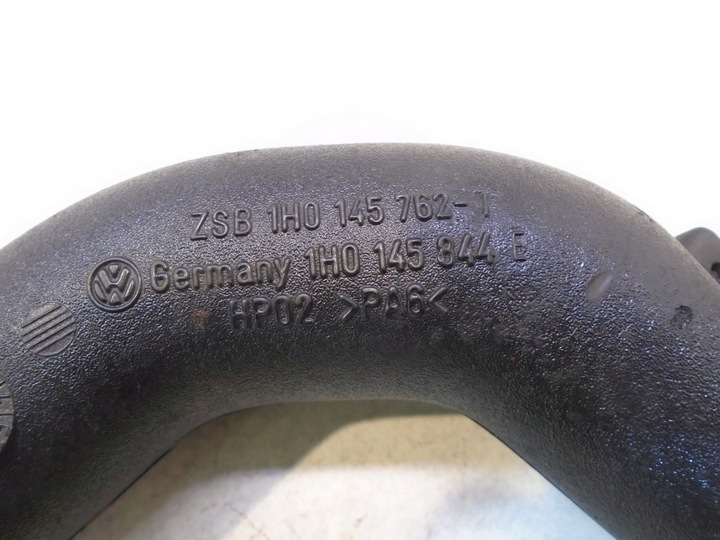 ZSB 1H0 145 762-T
Germany 1H0 145 844 E
HP02 >PA6<